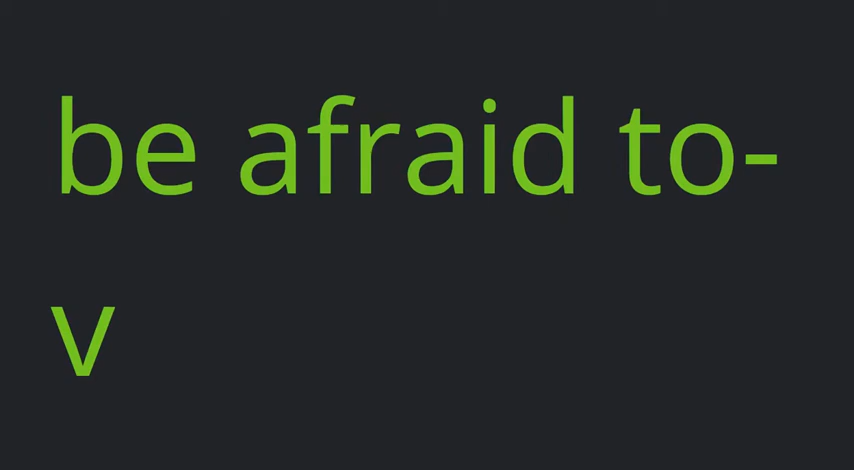 be afraid to-
v